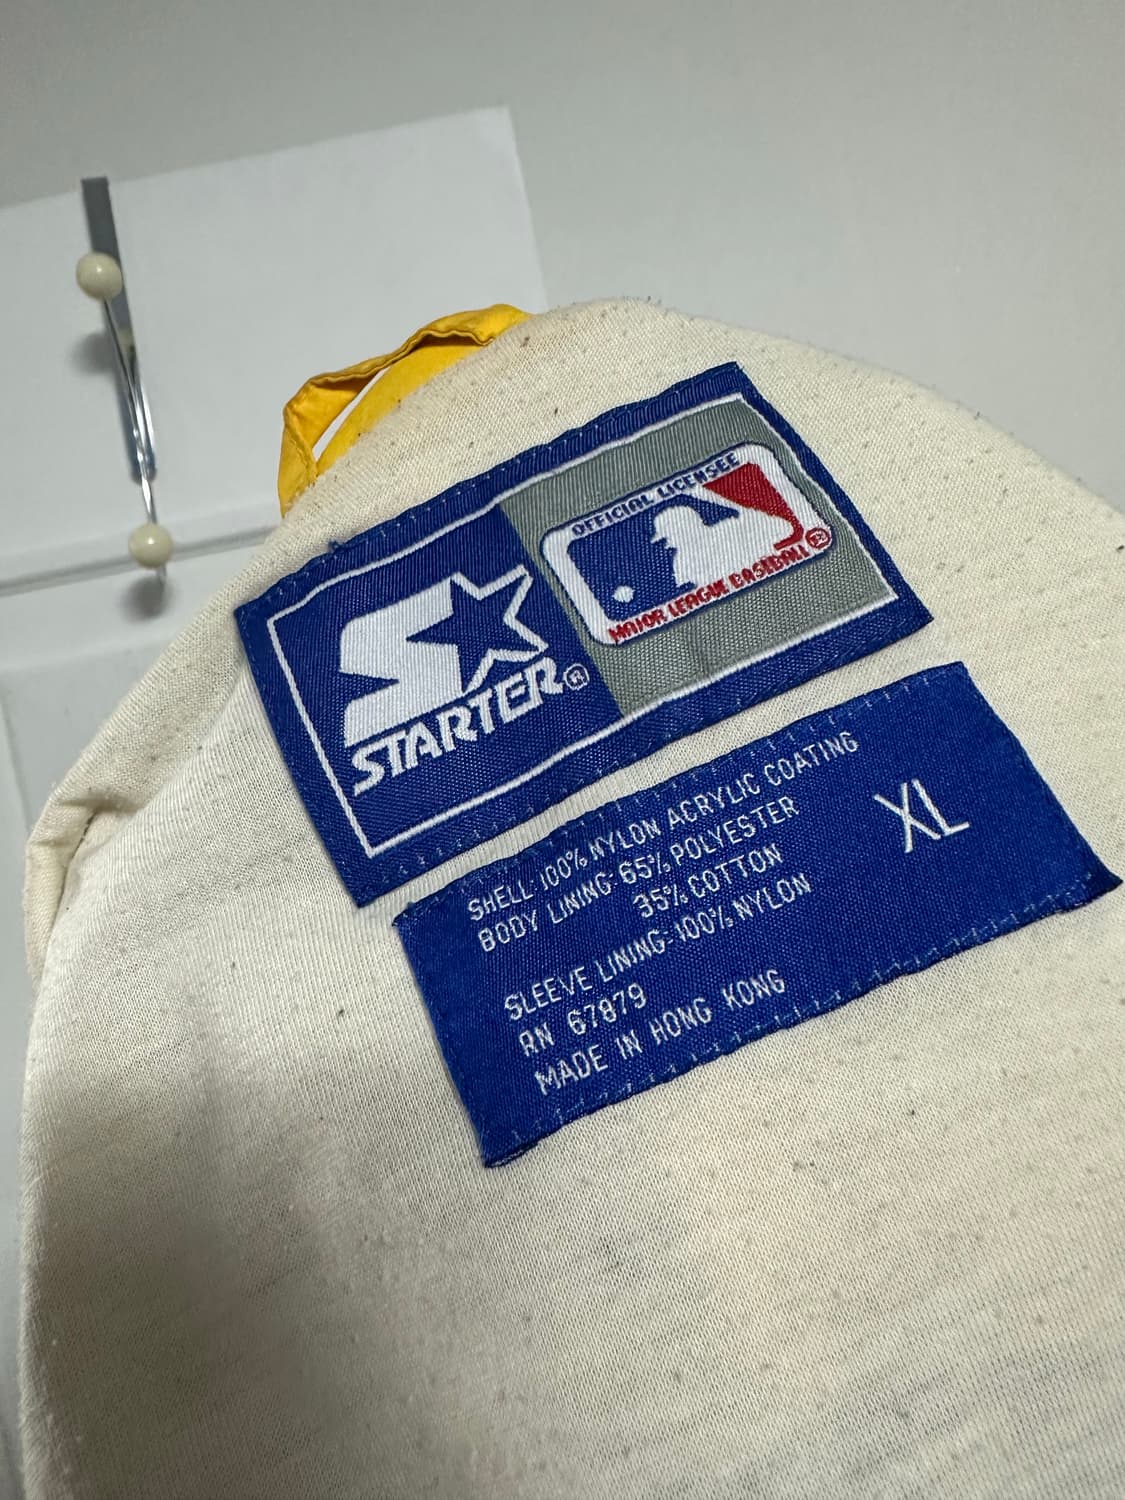 OFFICIAL LICENSEE
MAJOR LEAGUE BASEBALL ®
STARTER®
SHELL: 100% NYLON ACRYLIC COATING
BODY LINING: 65% POLYESTER
35% COTTON
SLEEVE LINING: 100% NYLON
RN 67879
MADE IN HONG KONG
XL